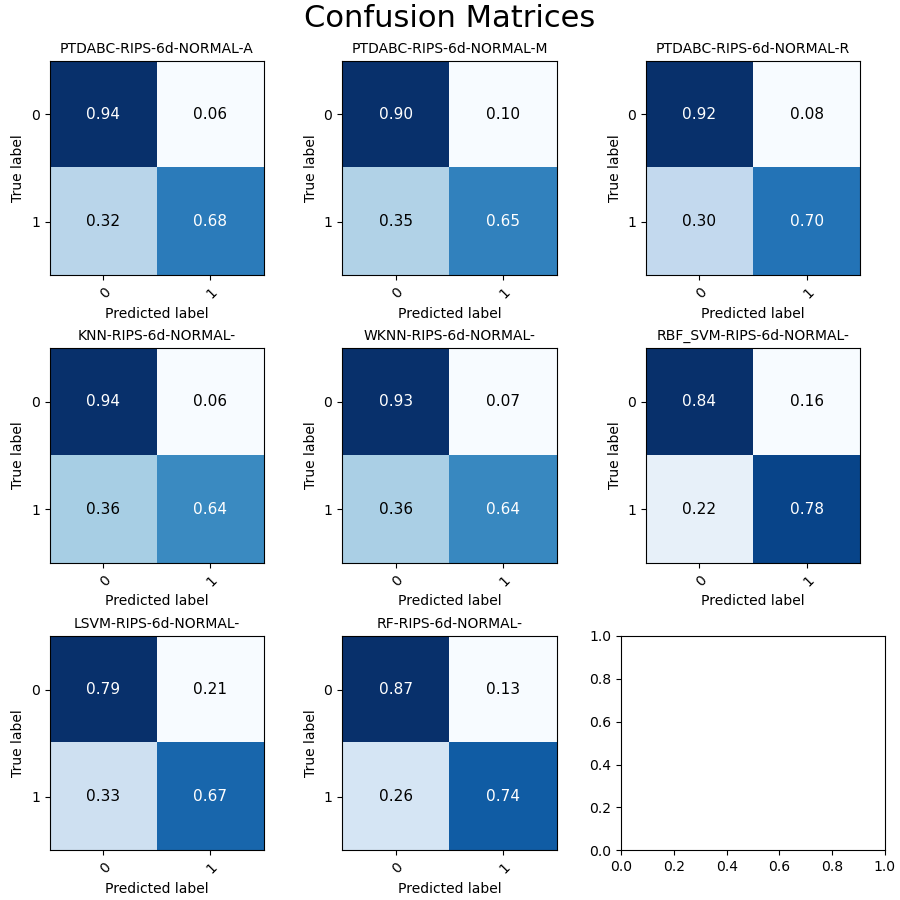 Confusion Matrices
PTDABC-RIPS-6d-NORMAL-A
0.94 0.06
0.32 0.68
0
1
True label
0 1
Predicted label
PTDABC-RIPS-6d-NORMAL-M
0.90 0.10
0.35 0.65
0
1
True label
0 1
Predicted label
PTDABC-RIPS-6d-NORMAL-R
0.92 0.08
0.30 0.70
0
1
True label
0 1
Predicted label
KNN-RIPS-6d-NORMAL-
0.94 0.06
0.36 0.64
0
1
True label
0 1
Predicted label
WKNN-RIPS-6d-NORMAL-
0.93 0.07
0.36 0.64
0
1
True label
0 1
Predicted label
RBF_SVM-RIPS-6d-NORMAL-
0.84 0.16
0.22 0.78
0
1
True label
0 1
Predicted label
LSVM-RIPS-6d-NORMAL-
0.79 0.21
0.33 0.67
0
1
True label
0 1
Predicted label
RF-RIPS-6d-NORMAL-
0.87 0.13
0.26 0.74
0
1
True label
0 1
Predicted label
1.0
0.8
0.6
0.4
0.2
0.0
0.0 0.2 0.4 0.6 0.8 1.0